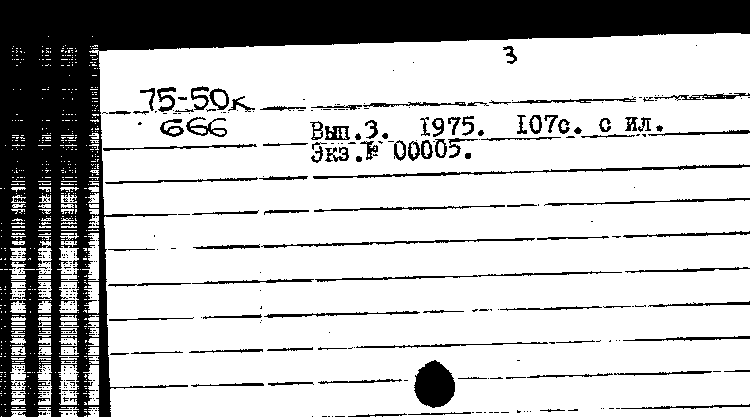 3
75-50к
666
Вып.3. 1975. 107с. с ил.
Экз.№ 00005.